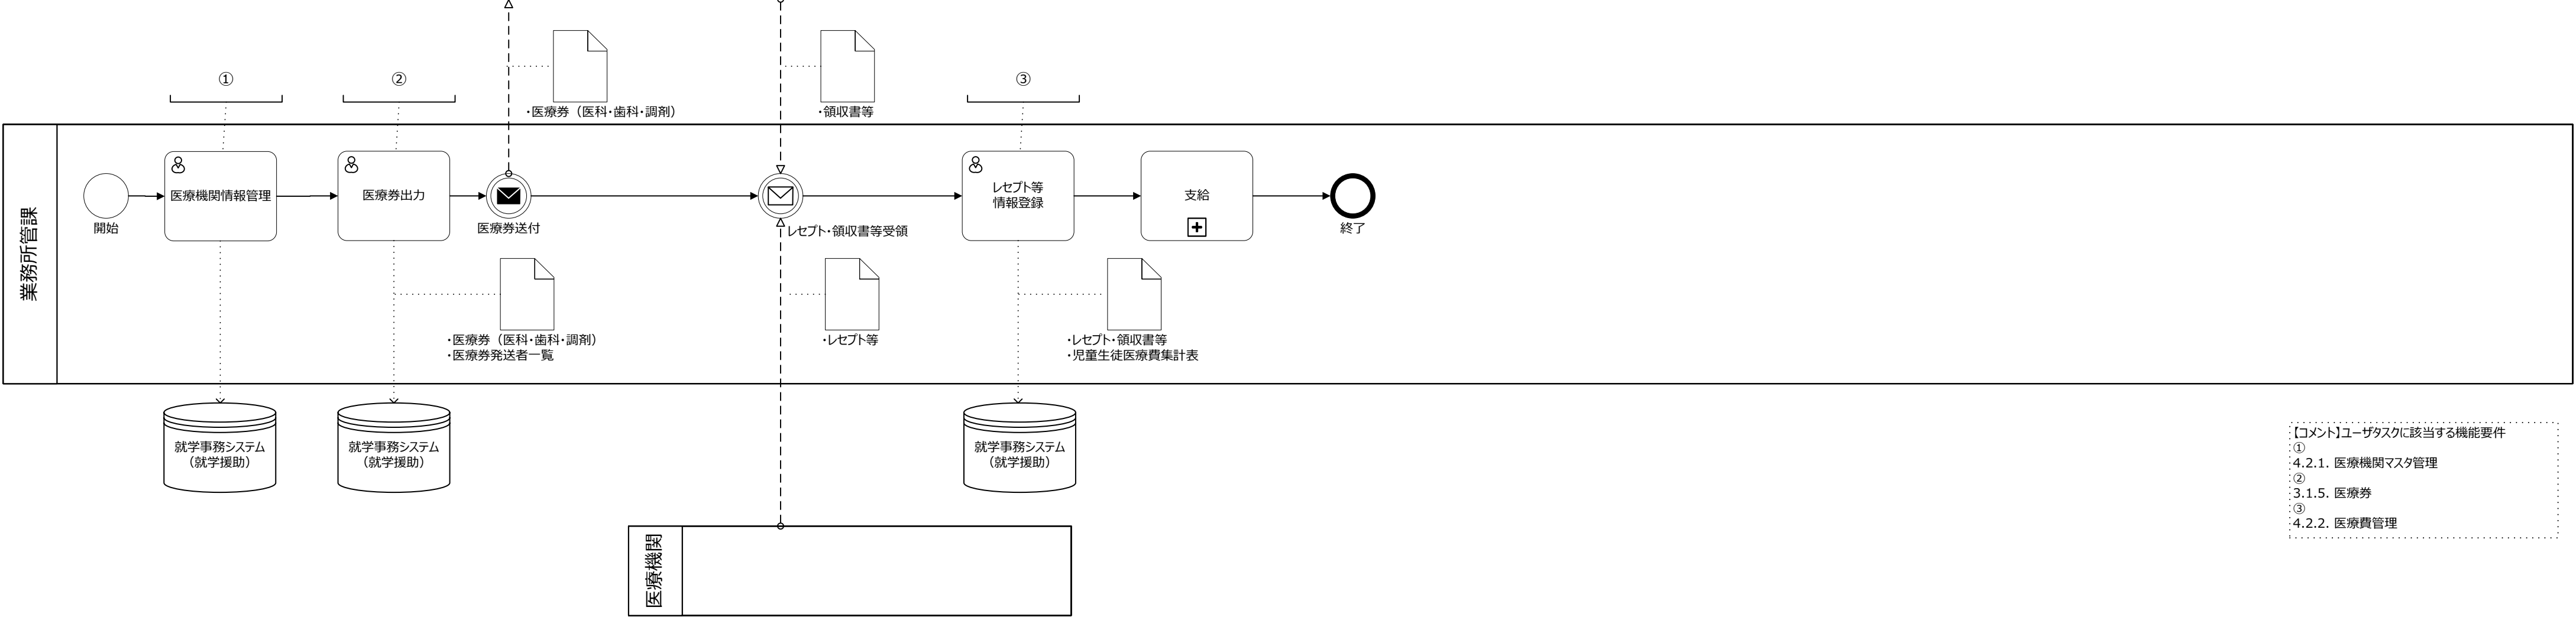 ・医療券（医科・歯科・調剤）
・領収書等
①
②
③
業務所管課
開始
医療機関情報管理
医療券出力
医療券送付
レセプト・領収書等受領
レセプト等
情報登録
支給
終了
・医療券（医科・歯科・調剤）
・医療券発送者一覧
・レセプト等
・レセプト・領収書等
・児童生徒医療費集計表
就学事務システム
（就学援助）
就学事務システム
（就学援助）
就学事務システム
（就学援助）
医療機関
【コメント】ユーザタスクに該当する機能要件
①
4.2.1. 医療機関マスタ管理
②
3.1.5. 医療券
③
4.2.2. 医療費管理